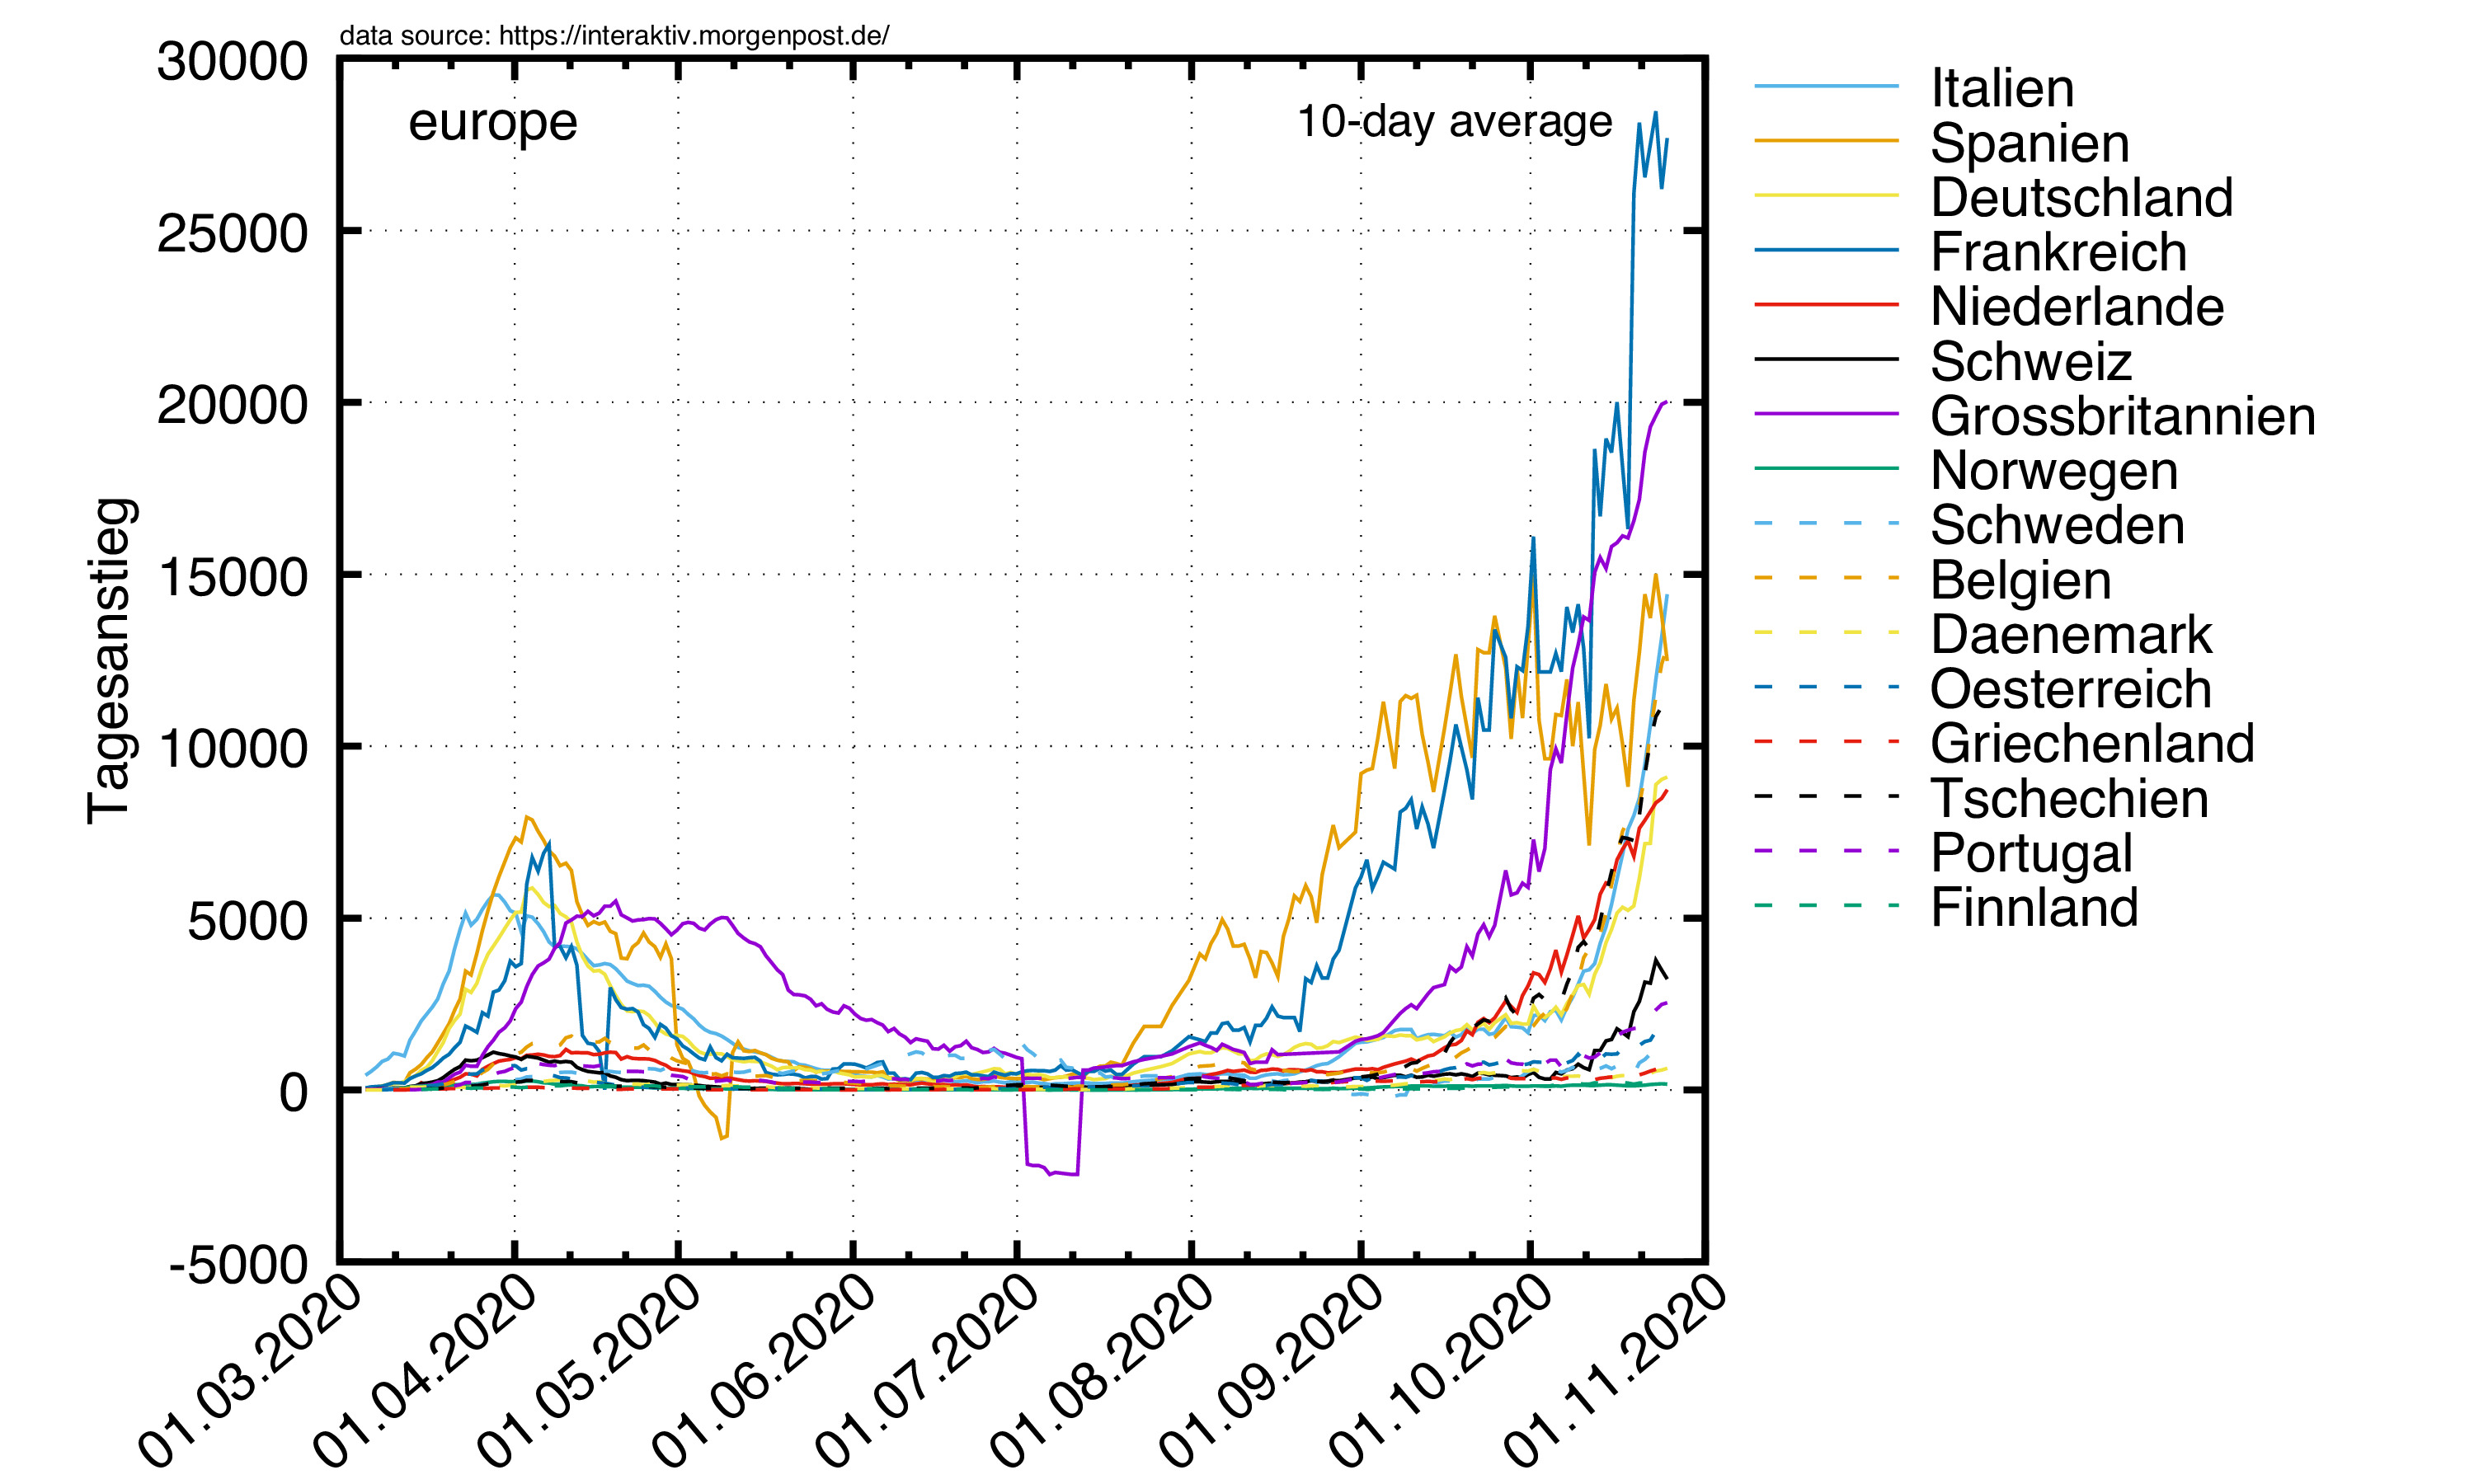 data source: https://interaktiv.morgenpost.de/
30000
25000
20000
15000
10000
5000
0
-5000
Tagesanstieg
europe
10-day average
01.03.2020
01.04.2020
01.05.2020
01.06.2020
01.07.2020
01.08.2020
01.09.2020
01.10.2020
01.11.2020
Italien
Spanien
Deutschland
Frankreich
Niederlande
Schweiz
Grossbritannien
Norwegen
Schweden
Belgien
Daenemark
Oesterreich
Griechenland
Tschechien
Portugal
Finnland